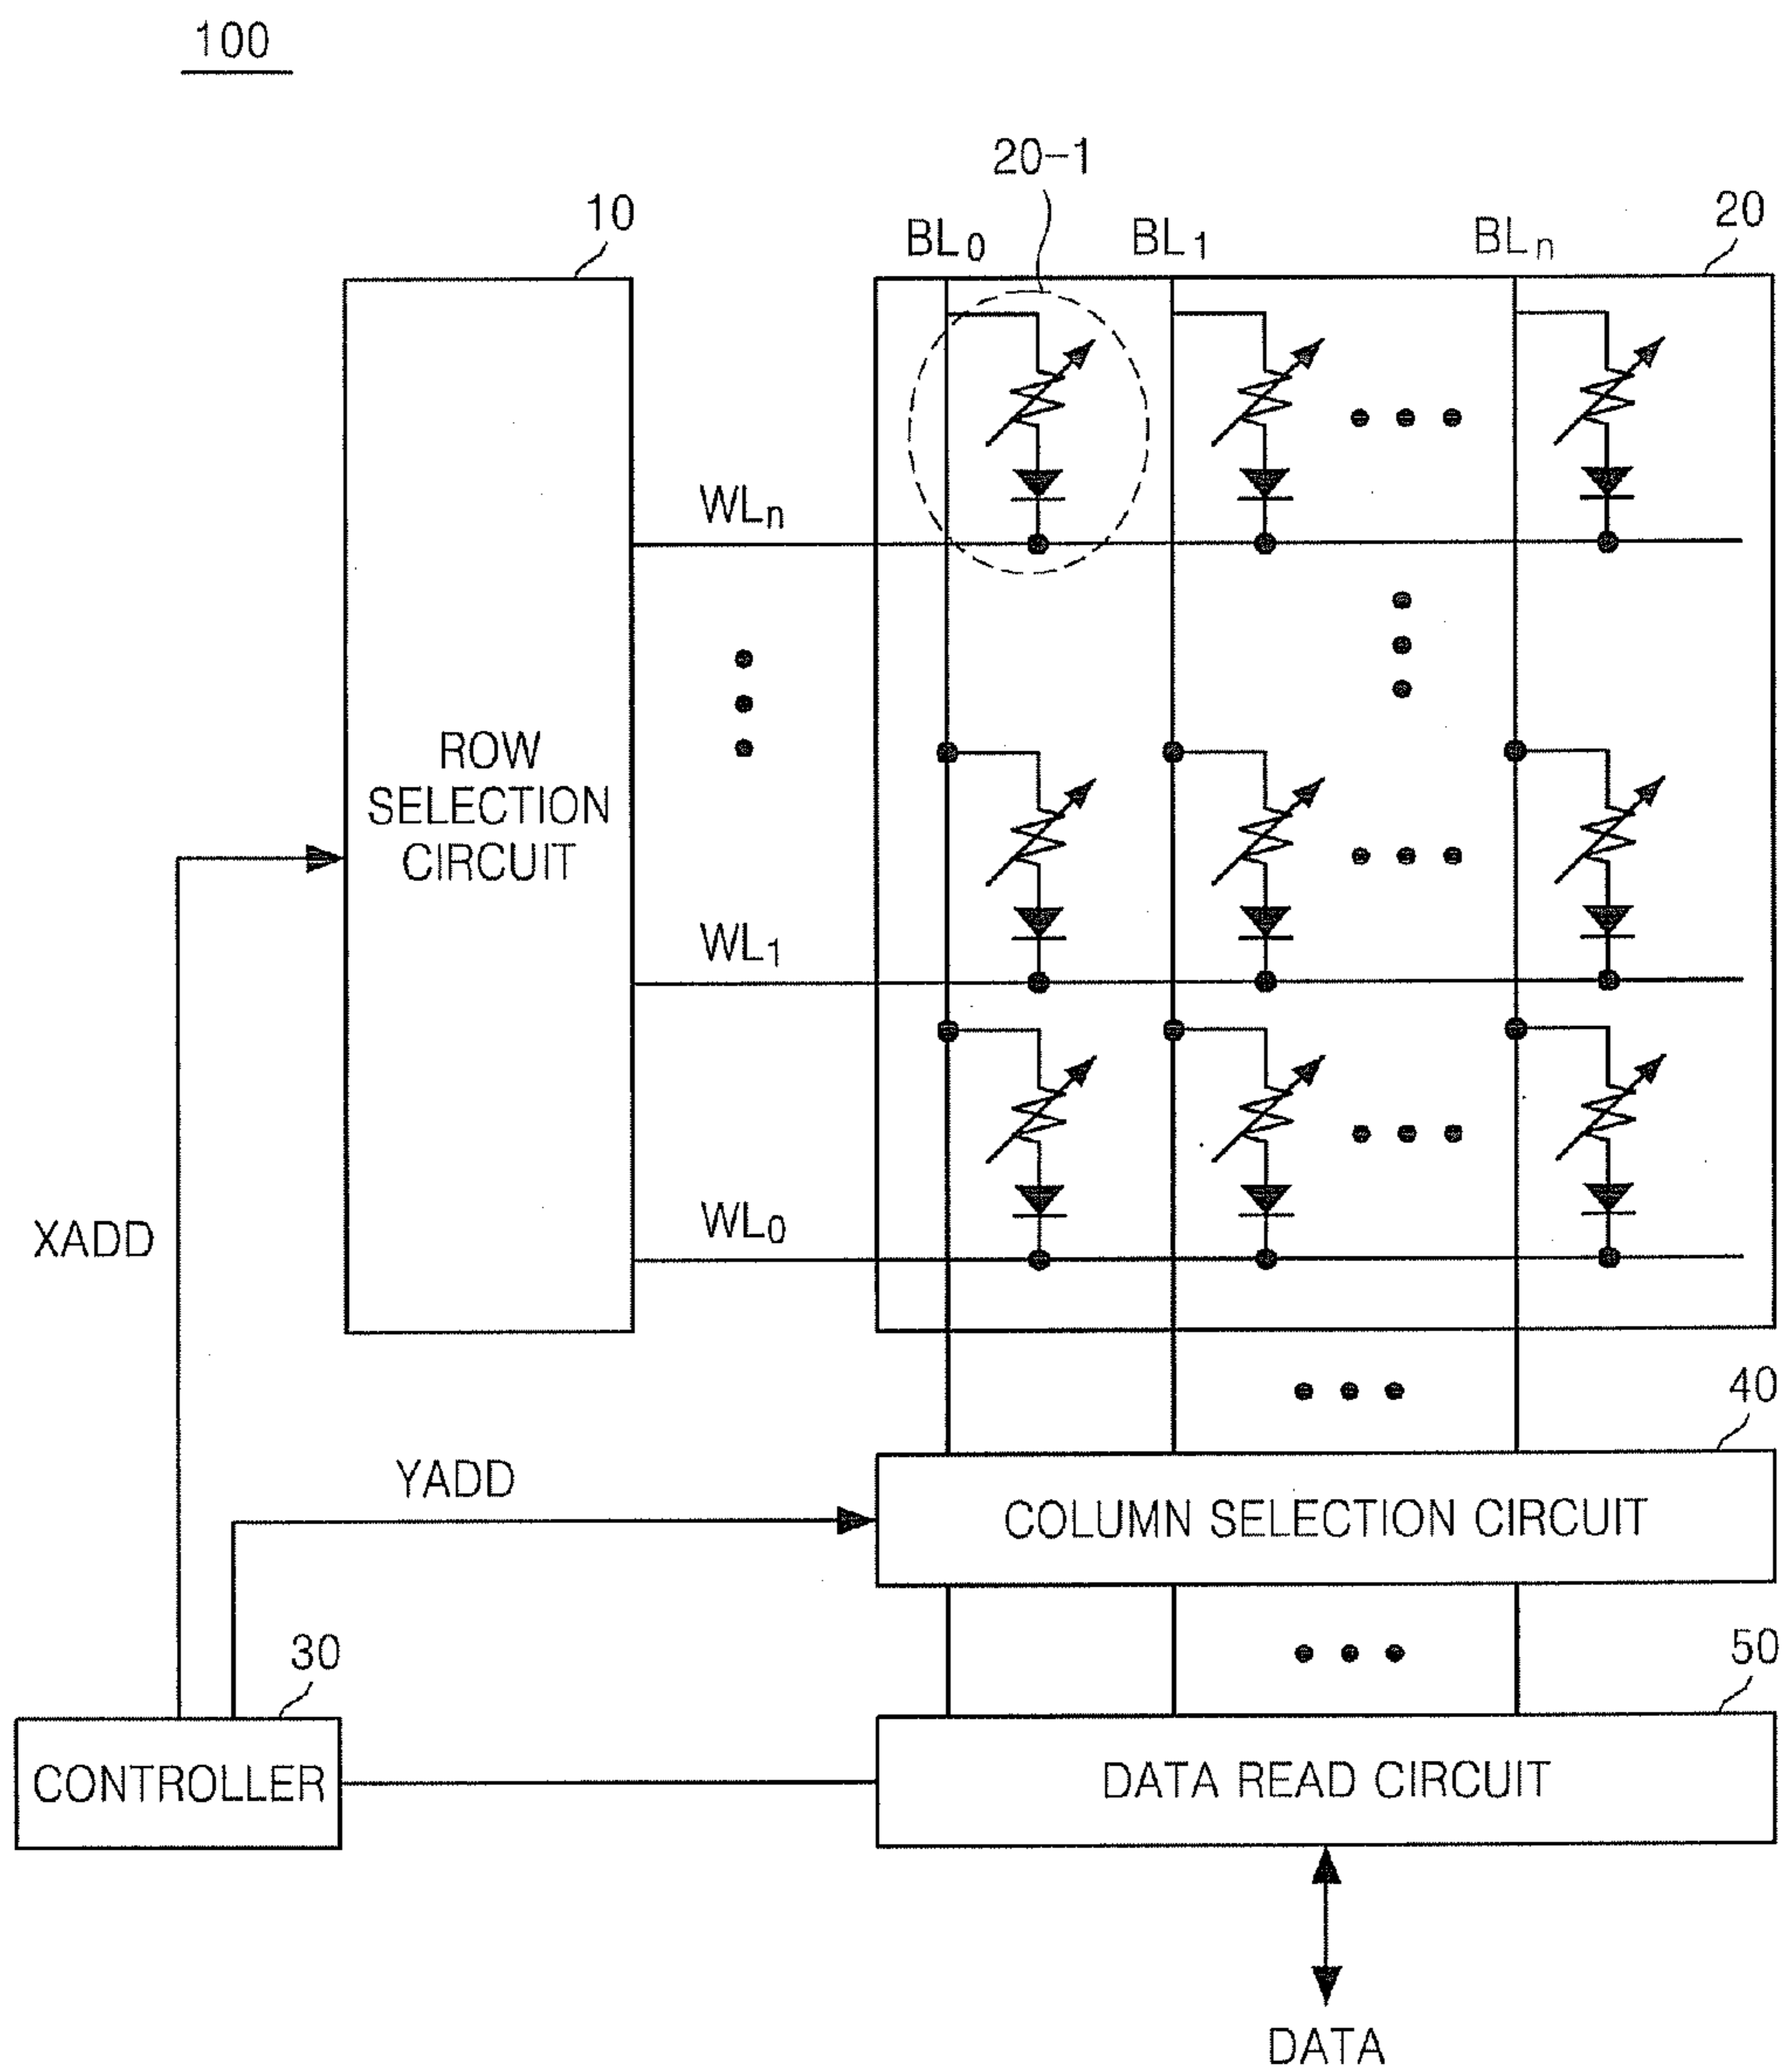 100
20-1
10
BL0
BL1
BLn
20
WLn
ROW
SELECTION
CIRCUIT
WL1
WL0
XADD
40
YADD
COLUMN SELECTION CIRCUIT
30
50
CONTROLLER
DATA READ CIRCUIT
DATA